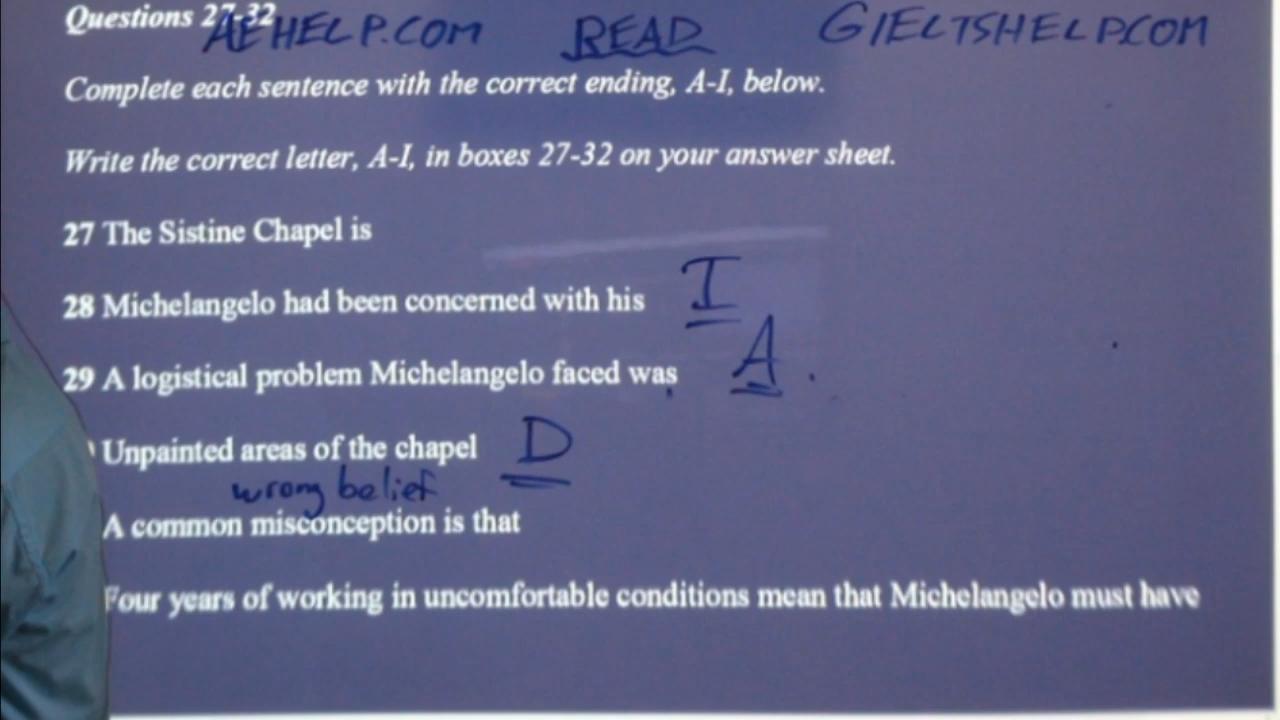 Questions 27-32
AEHELP.COM READ GIELTSHELP.COM
Complete each sentence with the correct ending, A-I, below.
Write the correct letter, A-I, in boxes 27-32 on your answer sheet.
27 The Sistine Chapel is
28 Michelangelo had been concerned with his I
29 A logistical problem Michelangelo faced was A.
Unpainted areas of the chapel D
wrong belief
A common misconception is that
Four years of working in uncomfortable conditions mean that Michelangelo must have